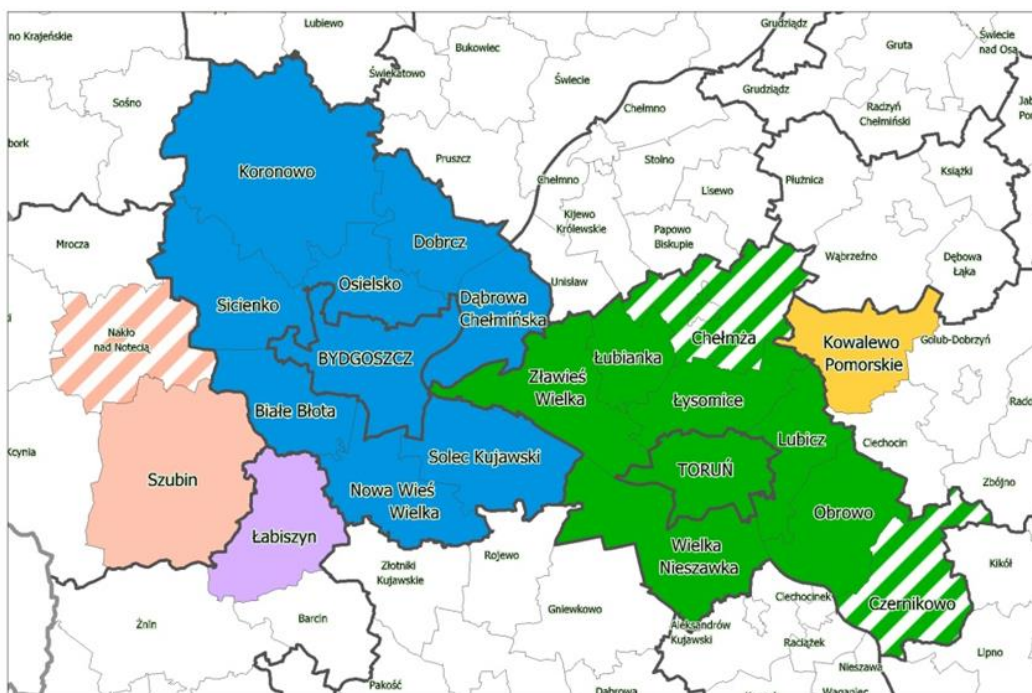 Lubiewo
Grudziądz
no Krajeńskie
Bukowiec
Gruta
Świecie
nad Osą
Świekatowo
Świecie
Sośno
Grudziądz
Chełmno
Radzyń
Chełmiński
bork
Pruszcz
Stolno
Koronowo
Chełmno
Płużnica
Książki
Lisewo
Kijewo
Królewskie
Papowo
Biskupie
Mrocza
Dobrcz
Wąbrzeźno
Dębowa
Łąka
Osielsko
Unisław
Sicienko
Dąbrowa
Chełmińska
Nakło
nad Notecią
Chełmża
Kowalewo
Pomorskie
Golub-Dobrzyń
BYDGOSZCZ
Łubianka
Zławieś
Wielka
Łysomice
Białe Błota
Lubicz
Ciechocin
Kcynia
Solec Kujawski
Szubin
TORUŃ
Zbójno
Nowa Wieś
Wielka
Obrowo
Łabiszyn
Wielka
Nieszawka
Rojewo
Złotniki
Kujawskie
Kikół
Ciechocinek
Gniewkowo
Czernikowo
Żnin
Barcin
Aleksandrów
Kujawski
Raciążek
Lipno
Nieszawa
Pakość
Dąbrowa
Waganiec